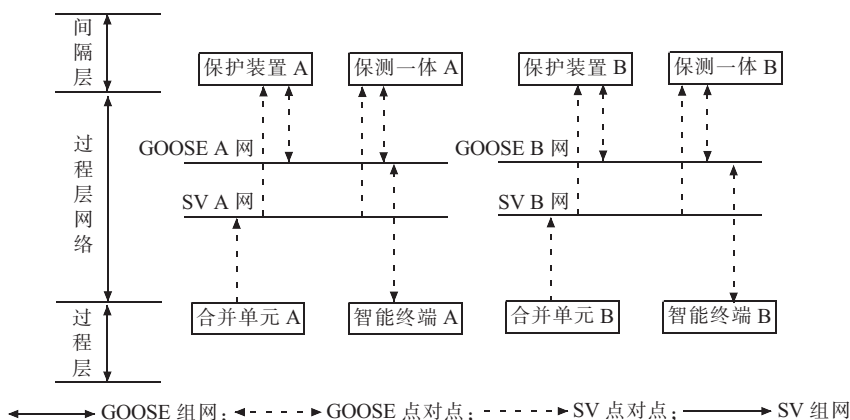 间隔层
保护装置 A
保测一体 A
保护装置 B
保测一体 B
过程层网络
GOOSE A 网
GOOSE B 网
SV A 网
SV B 网
过程层
合并单元 A
智能终端 A
合并单元 B
智能终端 B
GOOSE 组网; GOOSE 点对点; SV 点对点; SV 组网